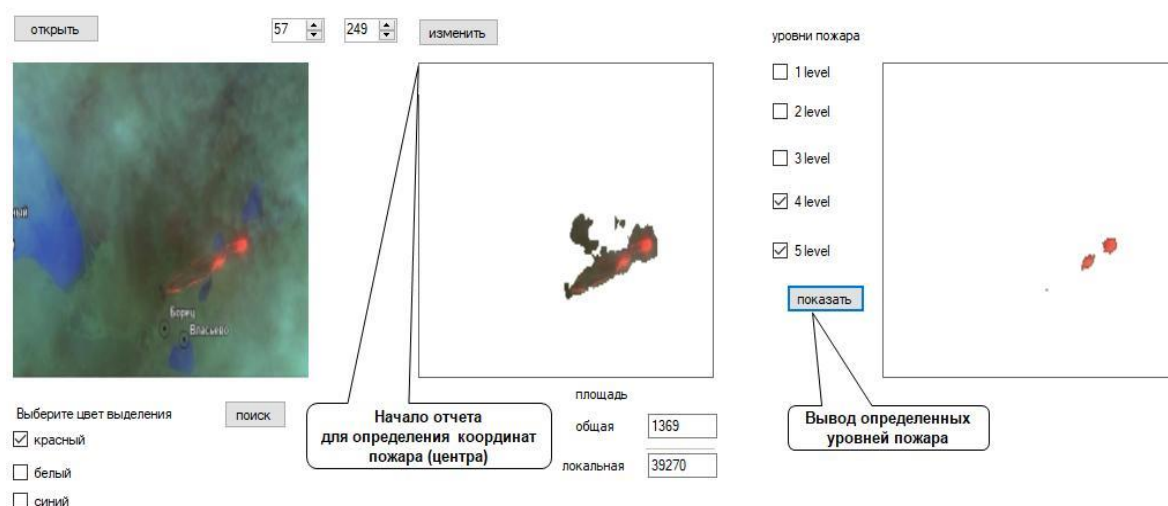 открыть
57
249
изменить
уровни пожара
1 level
2 level
3 level
4 level
5 level
показать
Борец
Власьево
Выберите цвет выделения
поиск
красный
белый
синий
Начало отчета
для определения координат
пожара (центра)
площадь
общая
1369
локальная
39270
Вывод определенных
уровней пожара